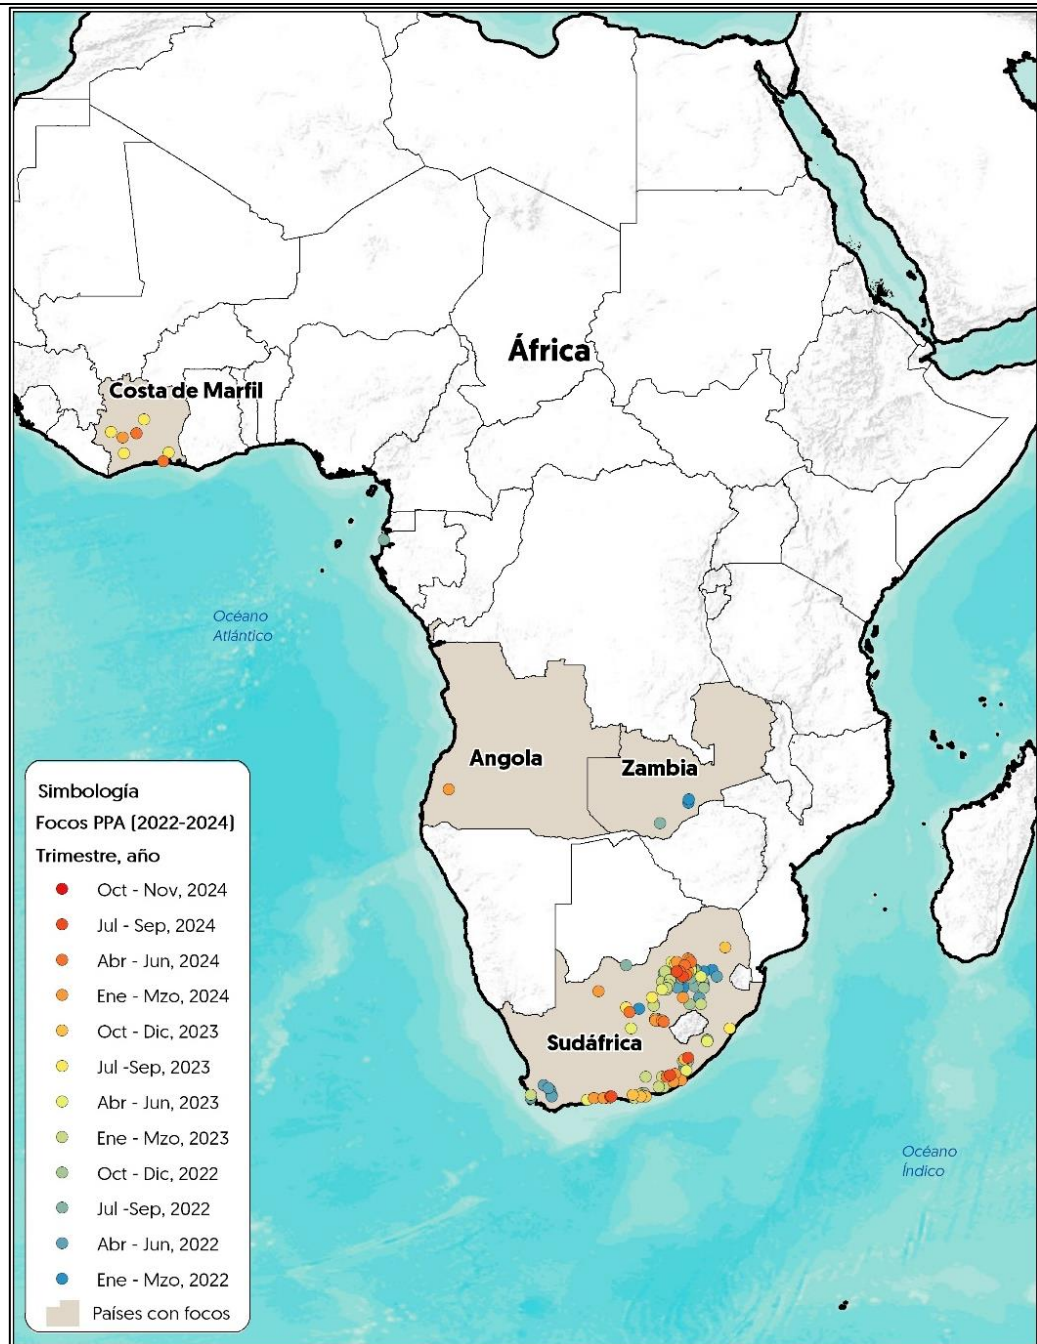 África
Costa de Marfil
Océano
Atlántico
Angola
Zambia
Sudáfrica
Océano
Índico
Simbología
Focos PPA (2022-2024)
Trimestre, año
Oct - Nov, 2024
Jul - Sep, 2024
Abr - Jun, 2024
Ene - Mzo, 2024
Oct - Dic, 2023
Jul -Sep, 2023
Abr - Jun, 2023
Ene - Mzo, 2023
Oct - Dic, 2022
Jul -Sep, 2022
Abr - Jun, 2022
Ene - Mzo, 2022
Países con focos